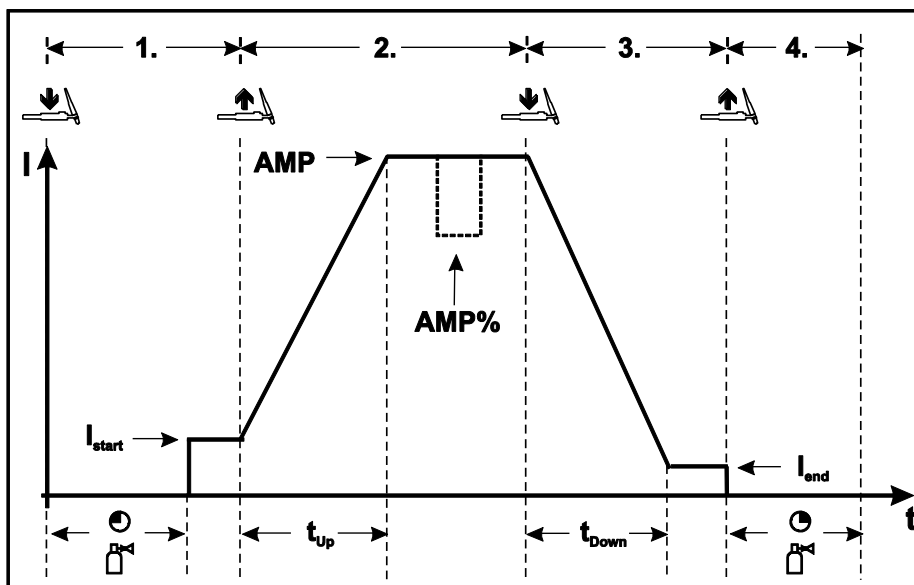 1. 2. 3. 4.
I
AMP
AMP%
Istart
Iend
t
tUp
tDown